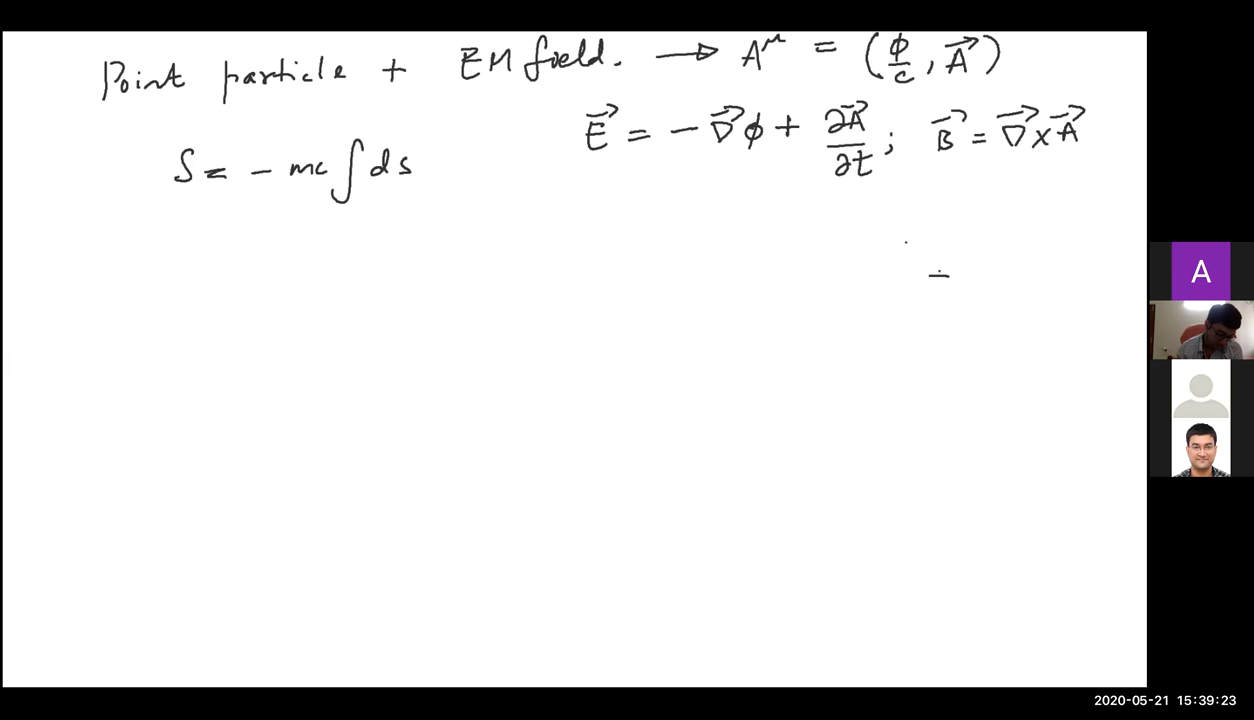 Point particle + EM field. → A^μ = (ϕ/c, A⃗)
E⃗ = - ∇⃗ϕ + ∂A⃗/∂t ; B⃗ = ∇⃗ x A⃗
S = - mc ∫ ds
A
2020-05-21 15:39:23